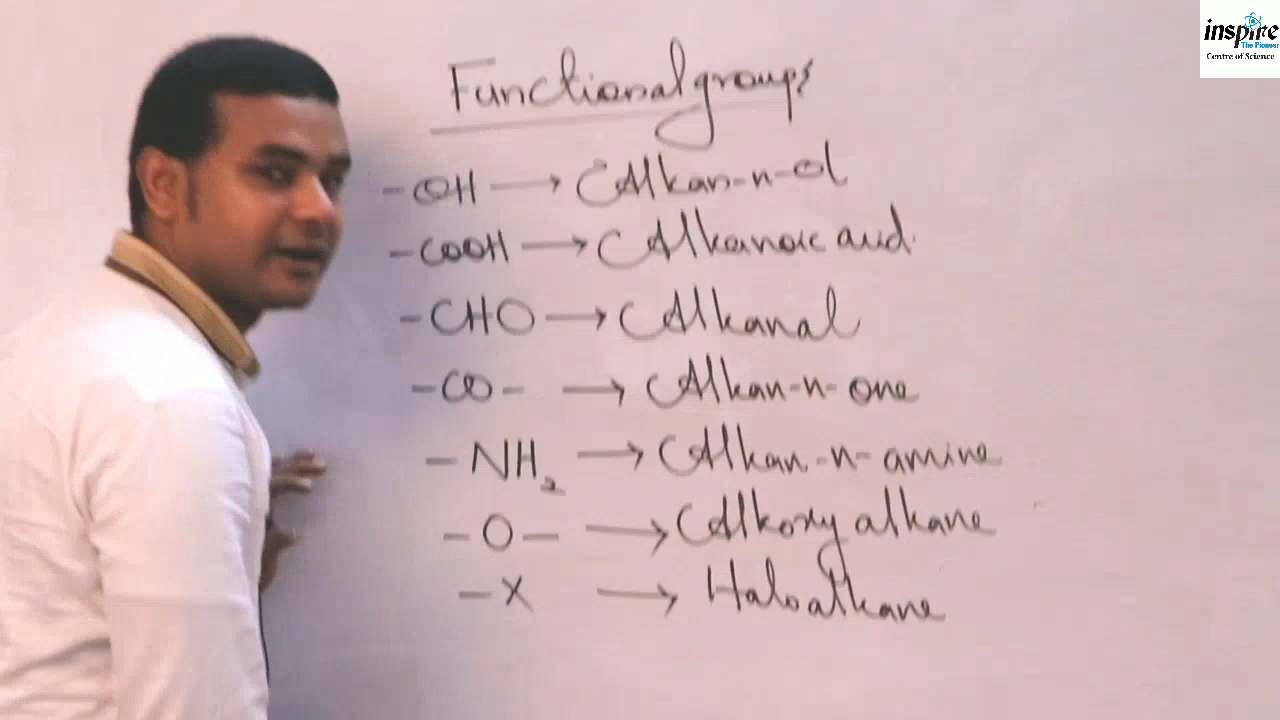 inspire
The Pioneer
Centre of Science
Functional groups
-OH → Alkan-n-ol
-COOH → Alkanoic acid.
-CHO → Alkanal
-CO- → Alkan-n-one
-NH₂ → Alkan-n-amine
-O- → Alkoxy alkane
-X → Haloalkane